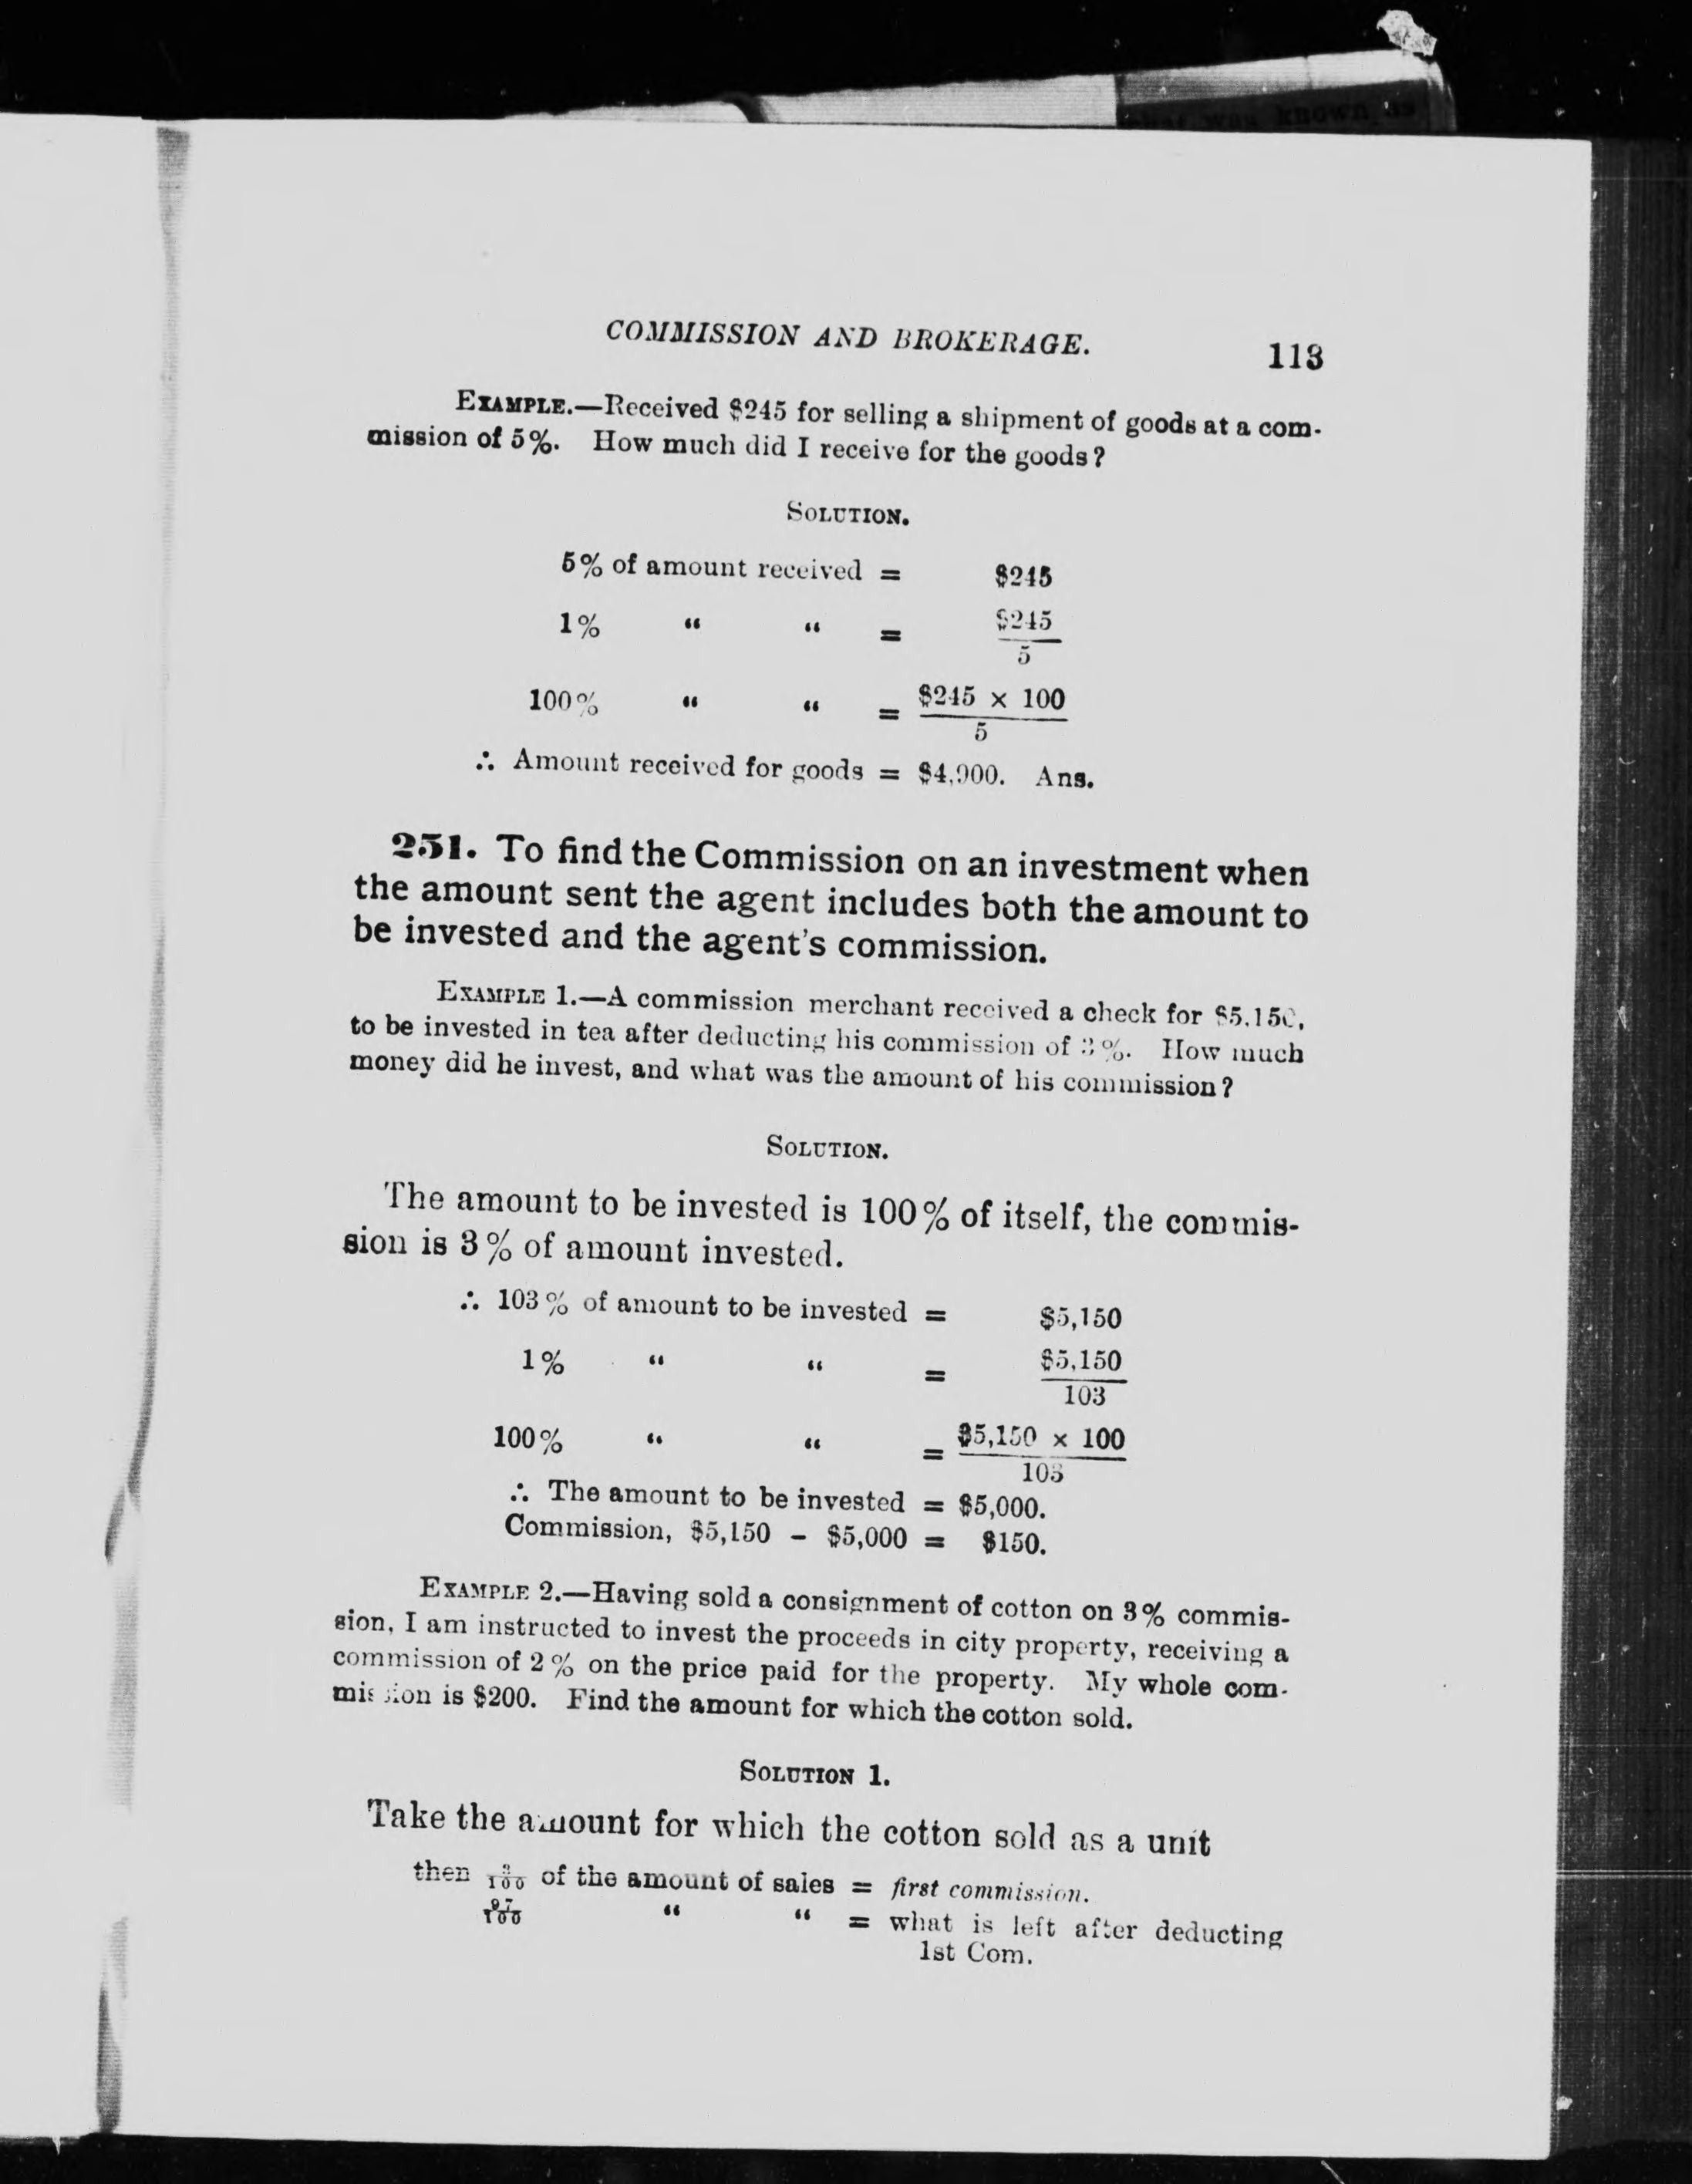 what was known as
COMMISSION AND BROKERAGE. 113
EXAMPLE.—Received $245 for selling a shipment of goods at a com-
mission of 5%. How much did I receive for the goods?
SOLUTION.
5% of amount received = $245
1% “ “ = $245/5
100% “ “ = $245 × 100/5
∴ Amount received for goods = $4,900. Ans.
251. To find the Commission on an investment when
the amount sent the agent includes both the amount to
be invested and the agent's commission.
EXAMPLE 1.—A commission merchant received a check for $5,150,
to be invested in tea after deducting his commission of 3%. How much
money did he invest, and what was the amount of his commission?
SOLUTION.
The amount to be invested is 100% of itself, the commis-
sion is 3% of amount invested.
∴ 103% of amount to be invested = $5,150
1% “ “ = $5,150/103
100% “ “ = $5,150 × 100/103
∴ The amount to be invested = $5,000.
Commission, $5,150 – $5,000 = $150.
EXAMPLE 2.—Having sold a consignment of cotton on 3% commis-
sion, I am instructed to invest the proceeds in city property, receiving a
commission of 2% on the price paid for the property. My whole com-
mission is $200. Find the amount for which the cotton sold.
SOLUTION 1.
Take the amount for which the cotton sold as a unit
then 3/100 of the amount of sales = first commission.
97/100 “ “ = what is left after deducting
1st Com.